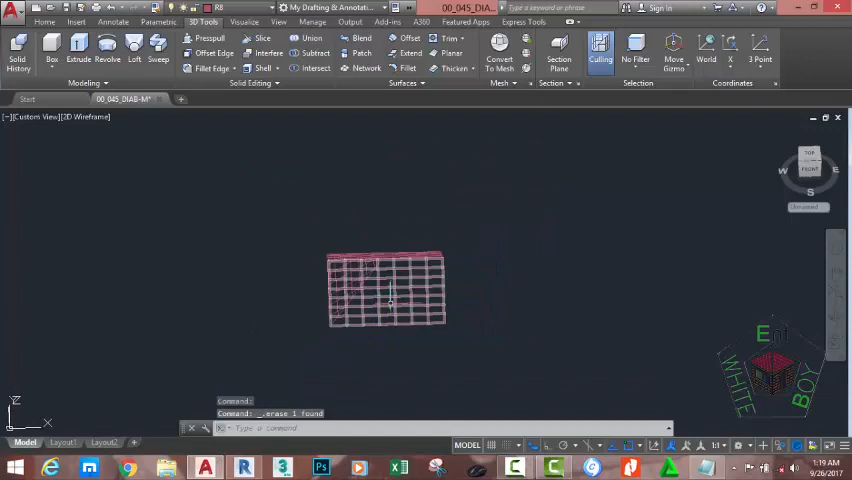 R8
My Drafting & Annotati...
00_045_DIA...
Type a keyword or phrase
Sign In
Home Insert Annotate Parametric 3D Tools Visualize View Manage Output Add-ins A360 Featured Apps
Solid History
Box
Extrude
Revolve
Loft
Sweep
Presspull
Offset Edge
Fillet Edge
Slice
Interfere
Shell
Union
Subtract
Intersect
Blend
Patch
Network
Offset
Extend
Fillet
Trim
Planar
Thicken
Convert To Mesh
Section Plane
Culling
No Filter
Move Gizmo
World
X
3 Point
Modeling
Solid Editing
Mesh
Section
Selection
Coordinates
Start
00_045_DIAB-M*
[−][Custom View][2D Wireframe]
TOP
FRONT
W
E
S
Unnamed
WHITE
BOY
Z
X
Command:
Command: _.erase 1 found
Type a command
Model Layout1 Layout2
MODEL
1:1
1:19 AM
9/26/2017